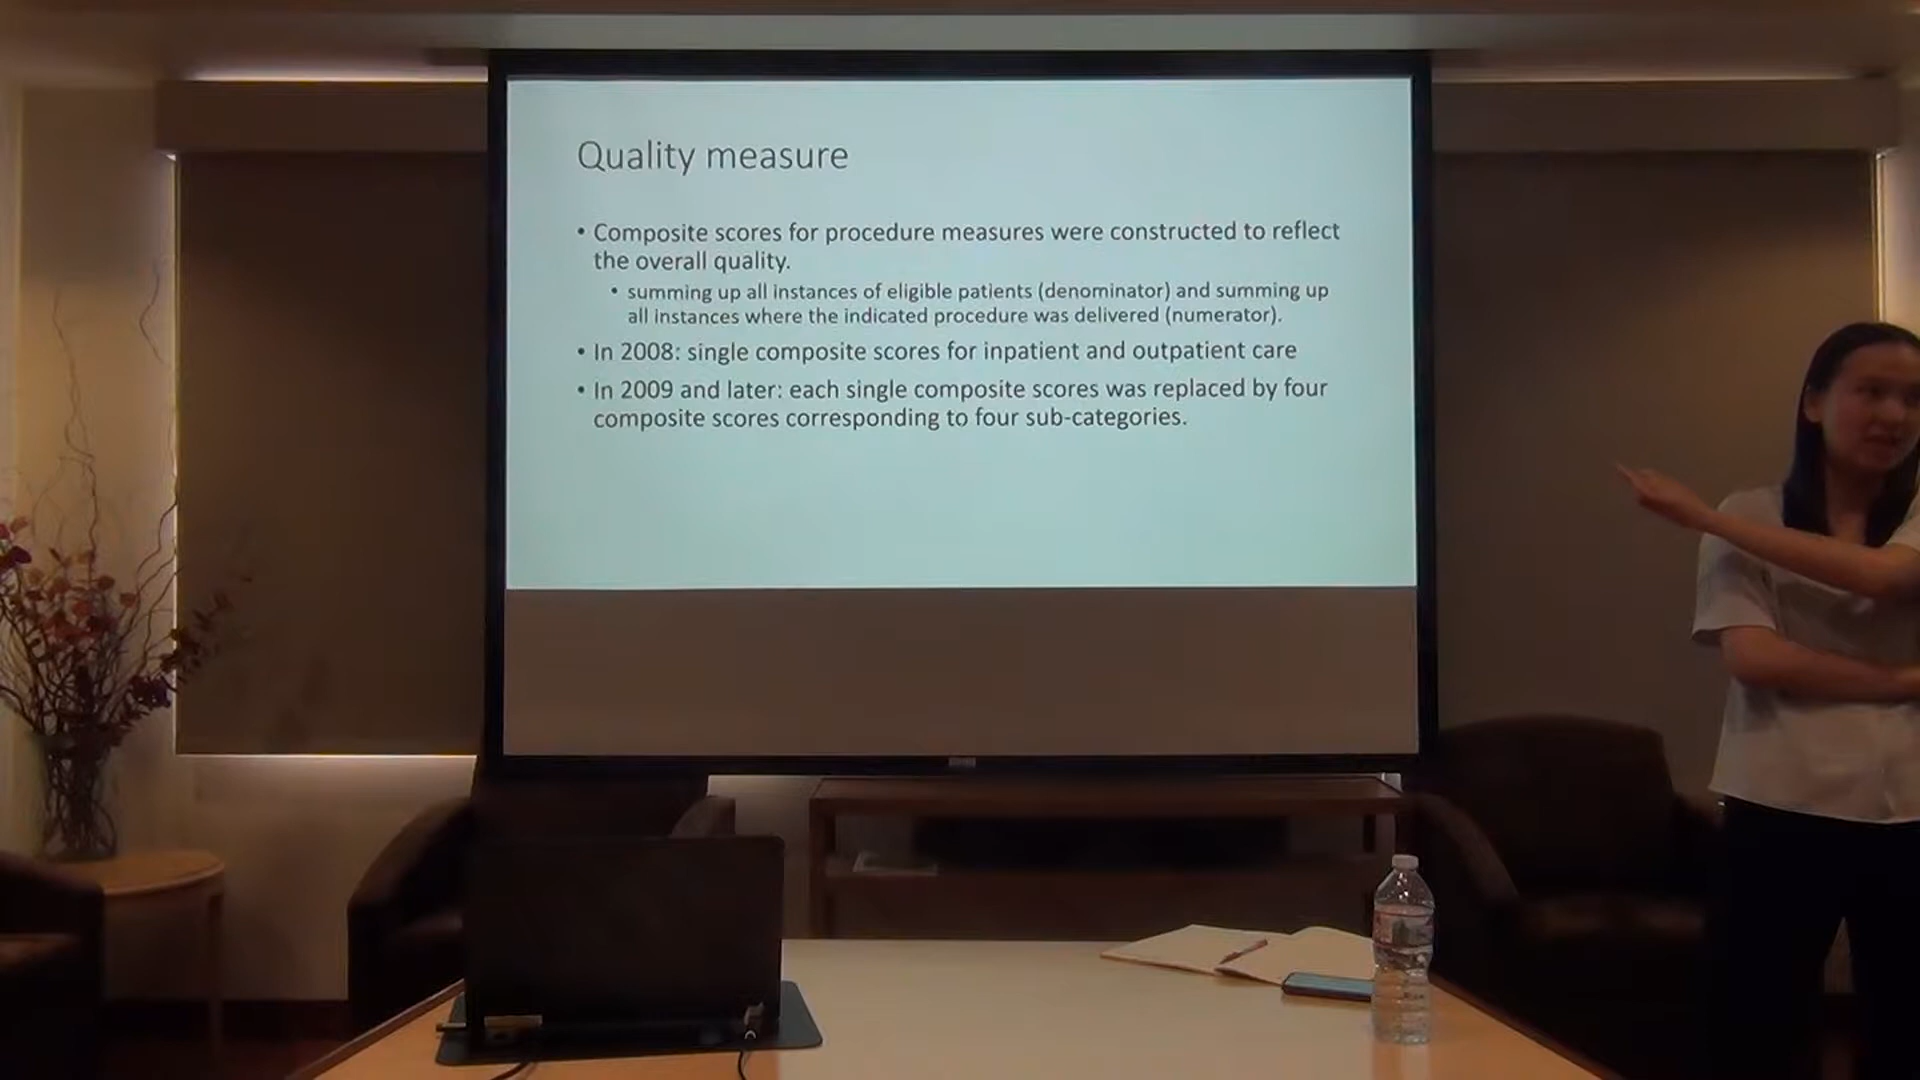 Quality measure
• Composite scores for procedure measures were constructed to reflect
the overall quality.
• summing up all instances of eligible patients (denominator) and summing up
all instances where the indicated procedure was delivered (numerator).
• In 2008: single composite scores for inpatient and outpatient care
• In 2009 and later: each single composite scores was replaced by four
composite scores corresponding to four sub-categories.